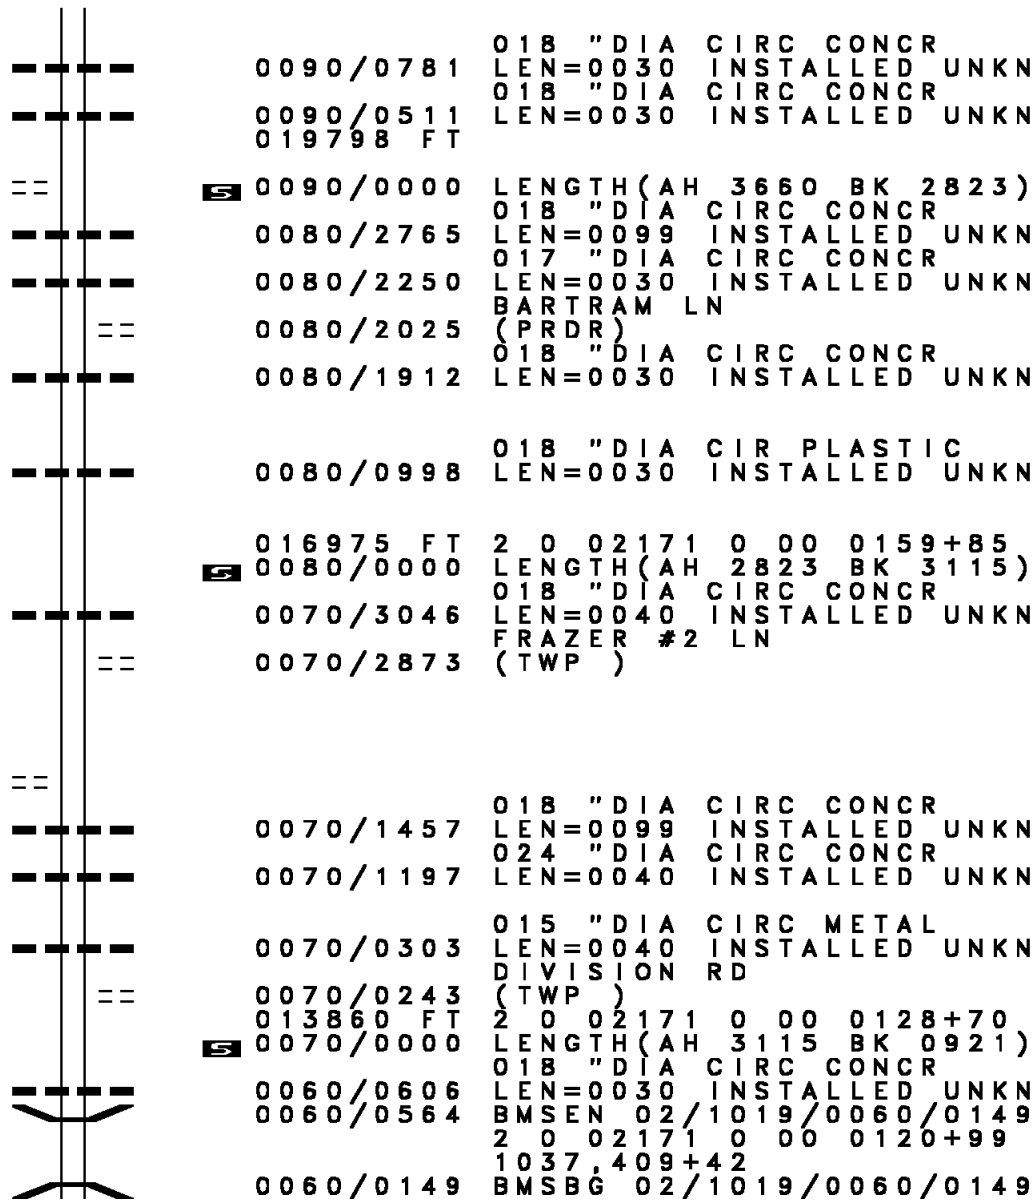 018 "DIA CIRC CONCR
0090/0781 LEN=0030 INSTALLED UNKN
018 "DIA CIRC CONCR
0090/0511 LEN=0030 INSTALLED UNKN
019798 FT
S 0090/0000 LENGTH(AH 3660 BK 2823)
018 "DIA CIRC CONCR
0080/2765 LEN=0099 INSTALLED UNKN
017 "DIA CIRC CONCR
0080/2250 LEN=0030 INSTALLED UNKN
BARTRAM LN
0080/2025 (PRDR)
018 "DIA CIRC CONCR
0080/1912 LEN=0030 INSTALLED UNKN
018 "DIA CIR PLASTIC
0080/0998 LEN=0030 INSTALLED UNKN
016975 FT 2 0 02171 0 00 0159+85
S 0080/0000 LENGTH(AH 2823 BK 3115)
018 "DIA CIRC CONCR
0070/3046 LEN=0040 INSTALLED UNKN
FRAZER #2 LN
0070/2873 (TWP )
018 "DIA CIRC CONCR
0070/1457 LEN=0099 INSTALLED UNKN
024 "DIA CIRC CONCR
0070/1197 LEN=0040 INSTALLED UNKN
015 "DIA CIRC METAL
0070/0303 LEN=0040 INSTALLED UNKN
DIVISION RD
0070/0243 (TWP )
013860 FT 2 0 02171 0 00 0128+70
S 0070/0000 LENGTH(AH 3115 BK 0921)
018 "DIA CIRC CONCR
0060/0606 LEN=0030 INSTALLED UNKN
0060/0564 BMSEN 02/1019/0060/0149
2 0 02171 0 00 0120+99
1037,409+42
0060/0149 BMSBG 02/1019/0060/0149